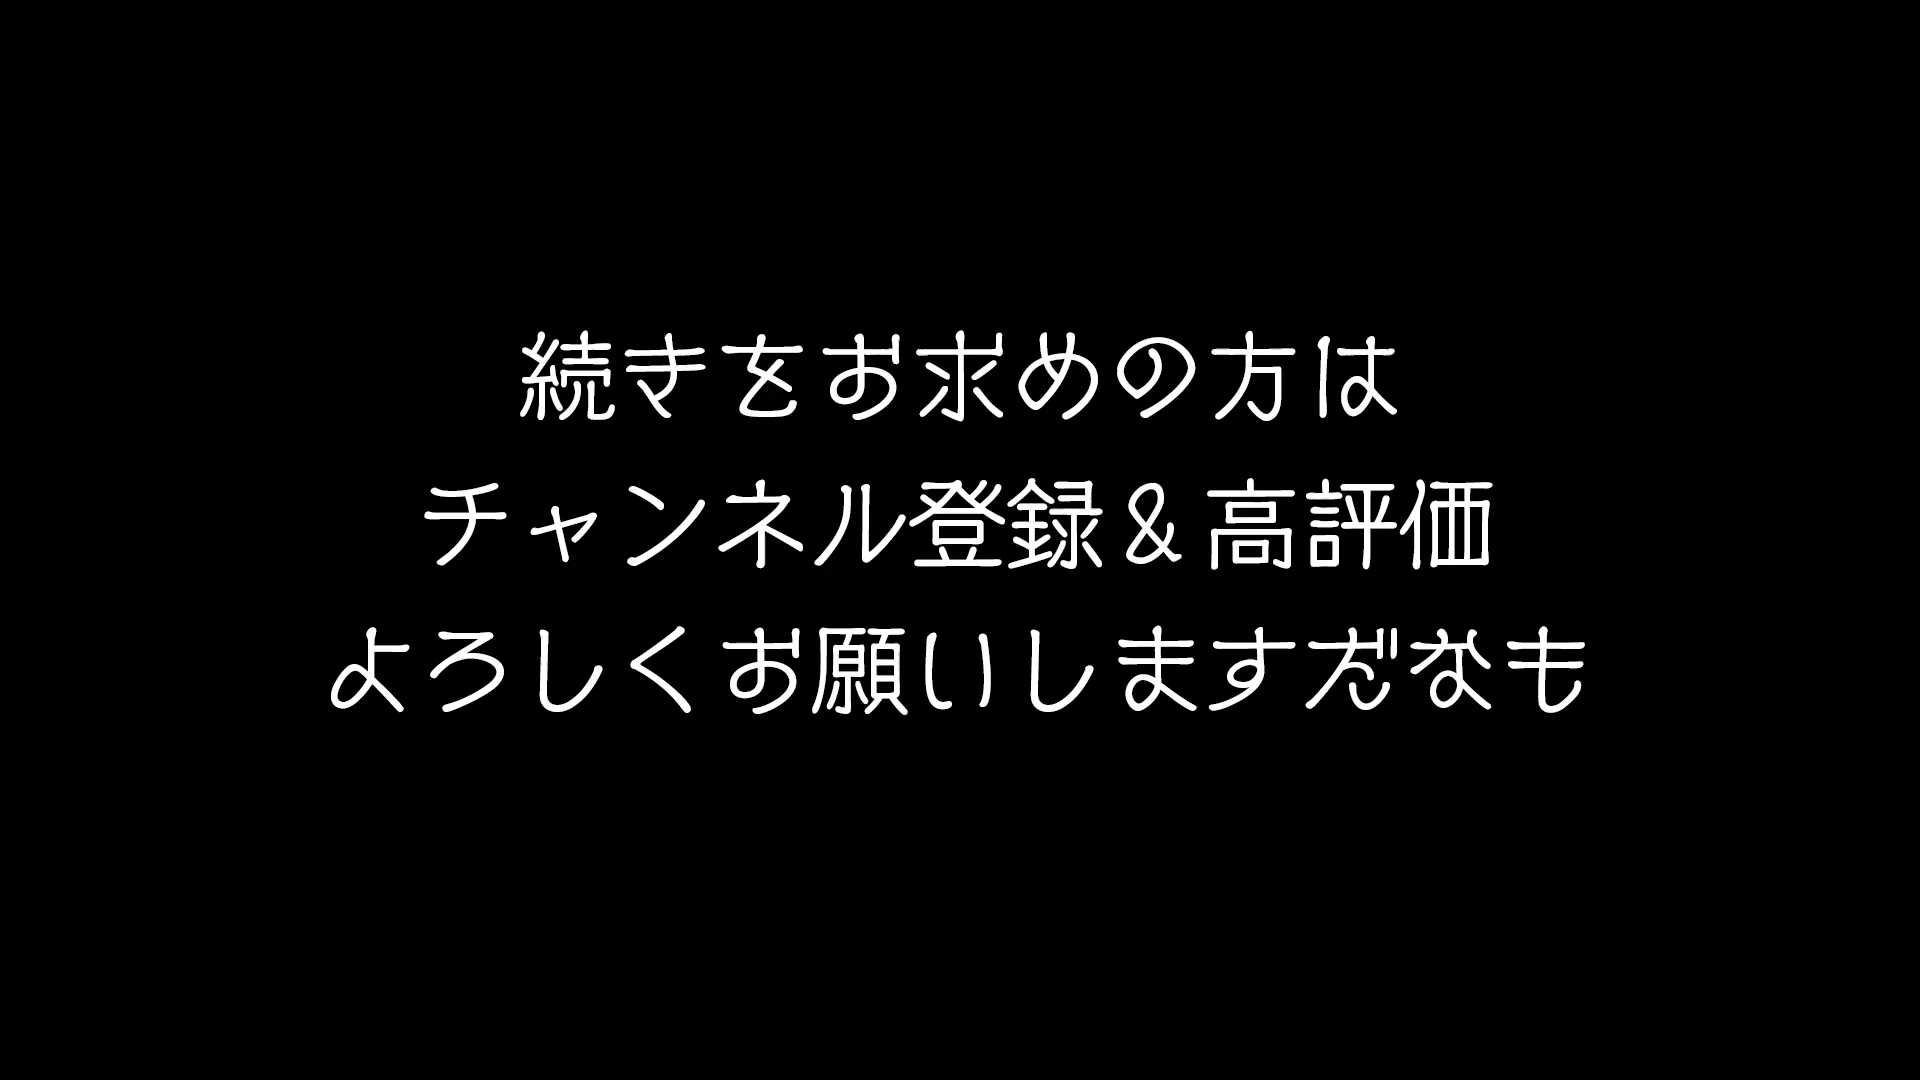 続きをお求めの方は
チャンネル登録＆高評価
よろしくお願いしますだなも